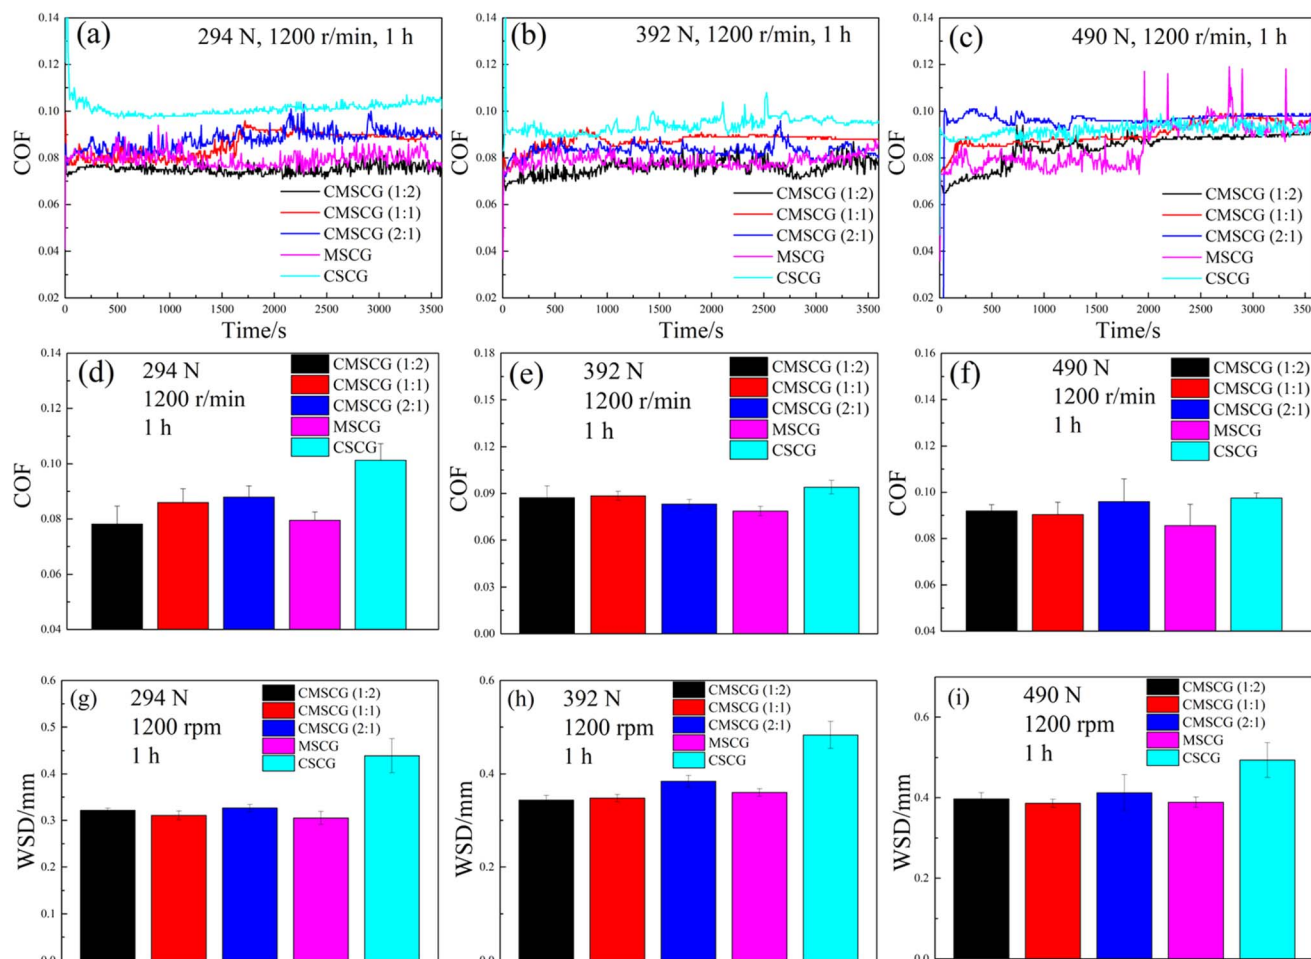 (a)
294 N, 1200 r/min, 1 h
COF
0.14
0.12
0.10
0.08
0.06
0.04
0.02
CMSCG (1:2)
CMSCG (1:1)
CMSCG (2:1)
MSCG
CSCG
0 500 1000 1500 2000 2500 3000 3500
Time/s
(b)
392 N, 1200 r/min, 1 h
COF
0.14
0.12
0.10
0.08
0.06
0.04
0.02
CMSCG (1:2)
CMSCG (1:1)
CMSCG (2:1)
MSCG
CSCG
0 500 1000 1500 2000 2500 3000 3500
Time/s
(c)
490 N, 1200 r/min, 1 h
COF
0.14
0.12
0.10
0.08
0.06
0.04
0.02
CMSCG (1:2)
CMSCG (1:1)
CMSCG (2:1)
MSCG
CSCG
0 500 1000 1500 2000 2500 3000
Time/s
(d)
294 N
1200 r/min
1 h
COF
0.14
0.12
0.10
0.08
0.06
0.04
CMSCG (1:2)
CMSCG (1:1)
CMSCG (2:1)
MSCG
CSCG
(e)
392 N
1200 r/min
1 h
COF
0.18
0.15
0.12
0.09
0.06
0.03
0.00
CMSCG (1:2)
CMSCG (1:1)
CMSCG (2:1)
MSCG
CSCG
(f)
490 N
1200 r/min
1 h
COF
0.16
0.14
0.12
0.10
0.08
0.06
0.04
CMSCG (1:2)
CMSCG (1:1)
CMSCG (2:1)
MSCG
CSCG
(g)
294 N
1200 rpm
1 h
WSD/mm
0.6
0.5
0.4
0.3
0.2
0.1
CMSCG (1:2)
CMSCG (1:1)
CMSCG (2:1)
MSCG
CSCG
(h)
392 N
1200 rpm
1 h
WSD/mm
0.6
0.4
0.2
CMSCG (1:2)
CMSCG (1:1)
CMSCG (2:1)
MSCG
CSCG
(i)
490 N
1200 rpm
1 h
WSD/mm
0.6
0.4
0.2
CMSCG (1:2)
CMSCG (1:1)
CMSCG (2:1)
MSCG
CSCG